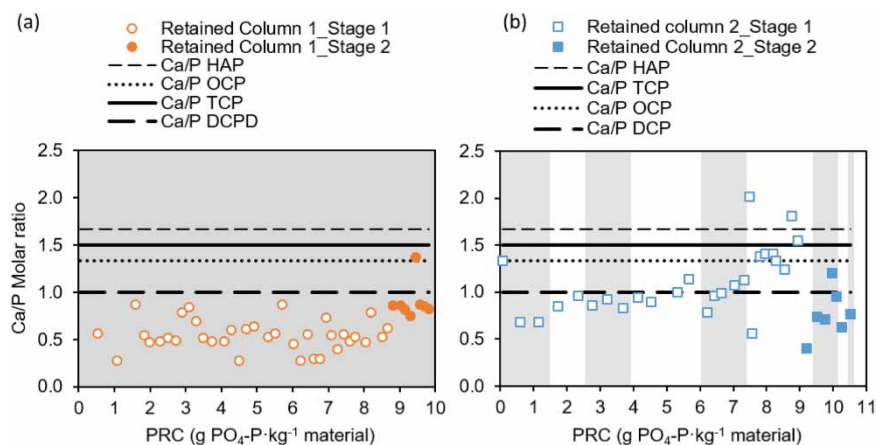 (a)
Retained Column 1_Stage 1
Retained Column 1_Stage 2
Ca/P HAP
Ca/P OCP
Ca/P TCP
Ca/P DCPD
2.5
2.0
1.5
1.0
0.5
0.0
Ca/P Molar ratio
0 1 2 3 4 5 6 7 8 9 10
PRC (g PO₄-P·kg⁻¹ material)
(b)
Retained column 2_Stage 1
Retained Column 2_Stage 2
Ca/P HAP
Ca/P TCP
Ca/P OCP
Ca/P DCP
2.5
2.0
1.5
1.0
0.5
0.0
0 1 2 3 4 5 6 7 8 9 10 11
PRC (g PO₄-P·kg⁻¹ material)